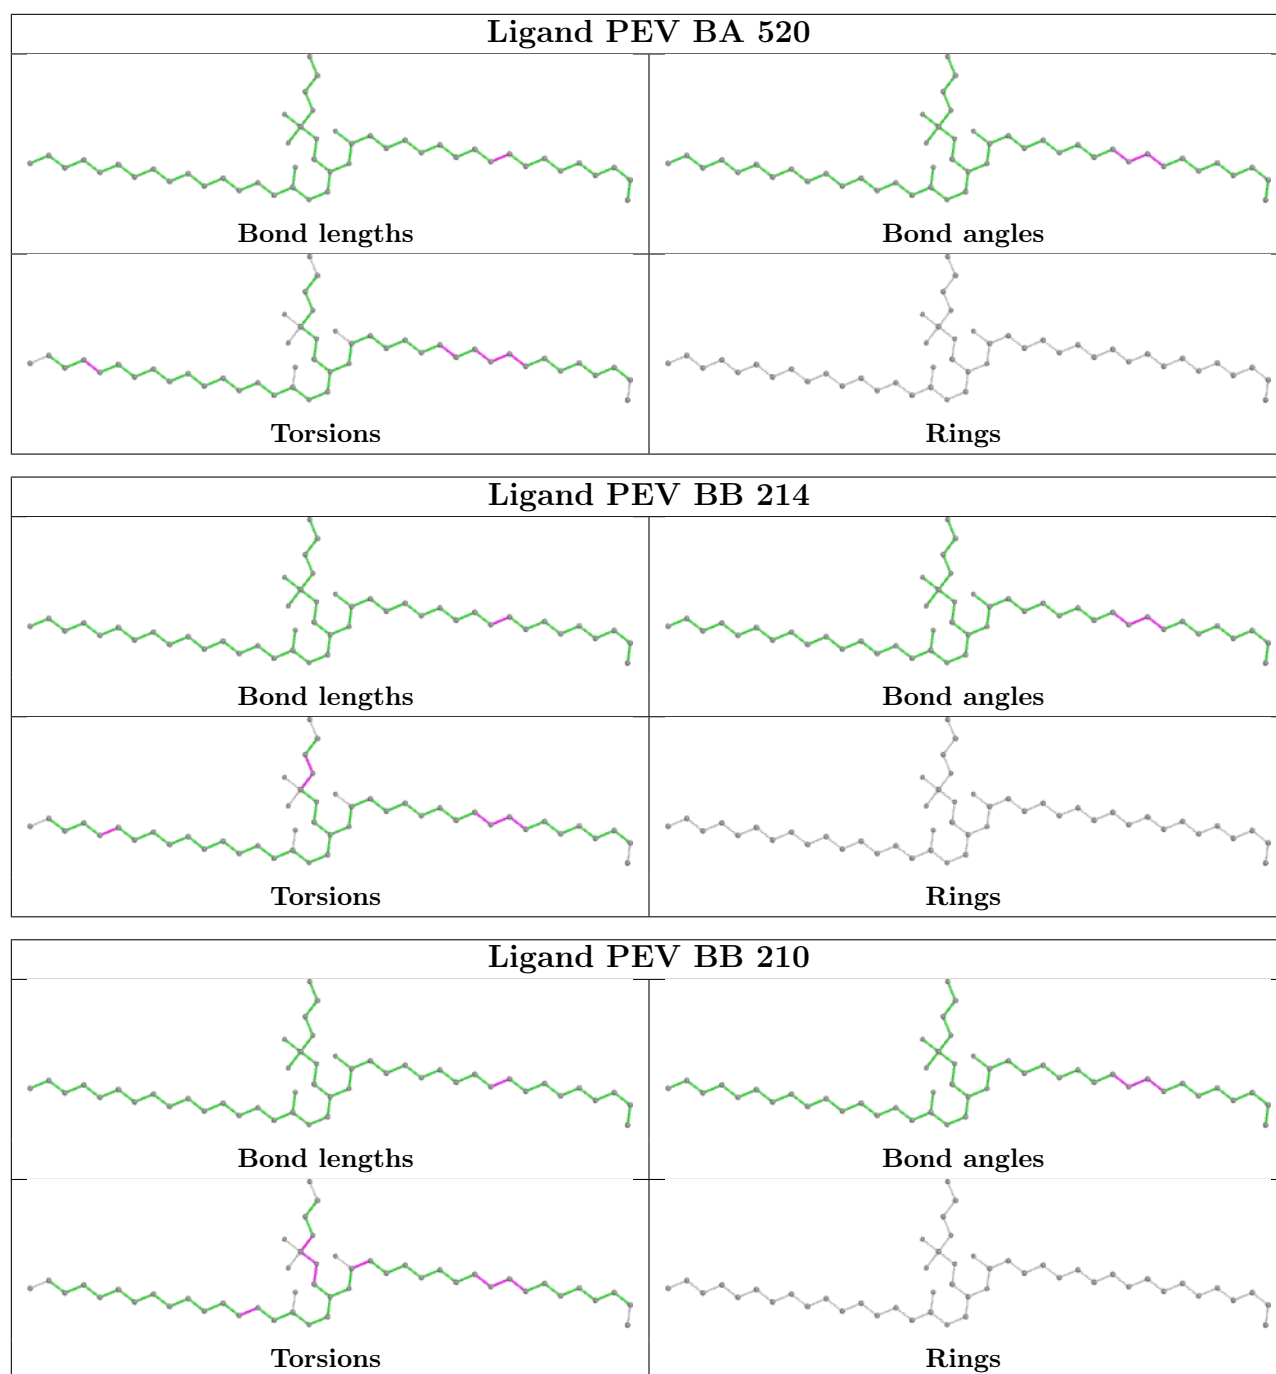 Ligand PEV BA 520
Bond lengths
Bond angles
Torsions
Rings
Ligand PEV BB 214
Bond lengths
Bond angles
Torsions
Rings
Ligand PEV BB 210
Bond lengths
Bond angles
Torsions
Rings